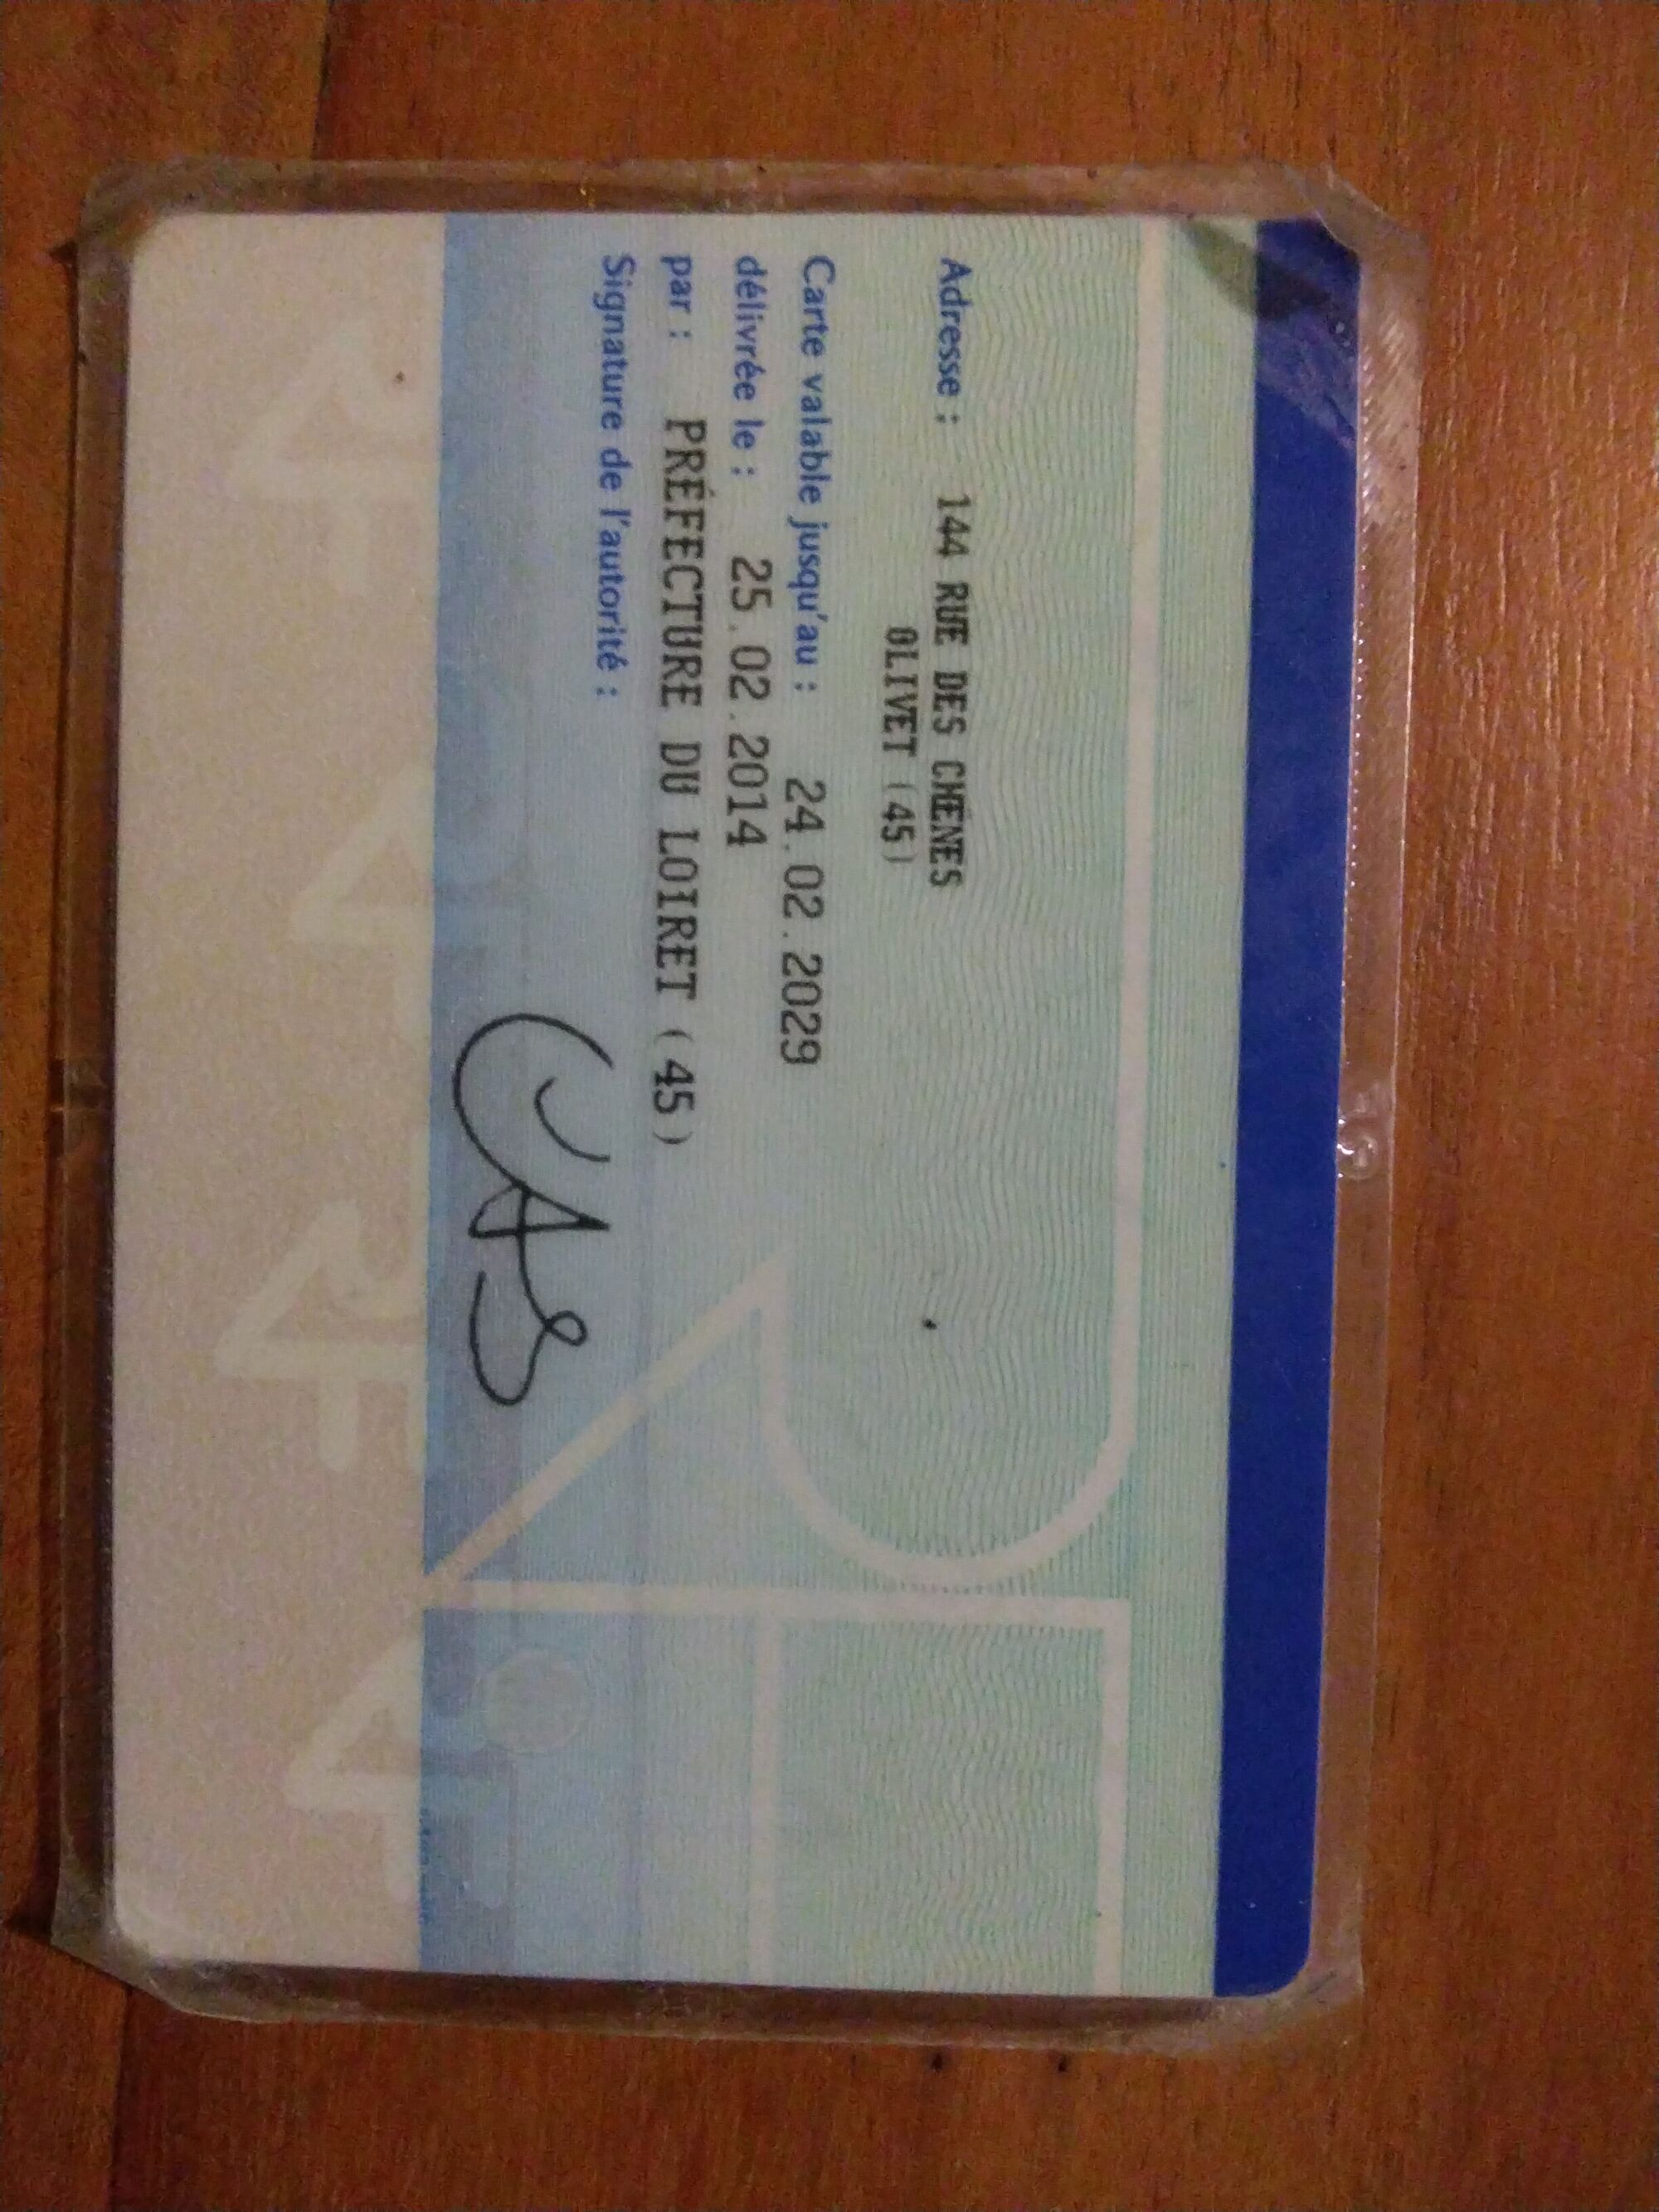 Adresse : 144 RUE DES CHÊNES
OLIVET (45)
Carte valable jusqu'au : 24.02.2029
délivrée le : 25.02.2014
par : PRÉFECTURE DU LOIRET (45)
Signature de l'autorité :
RF